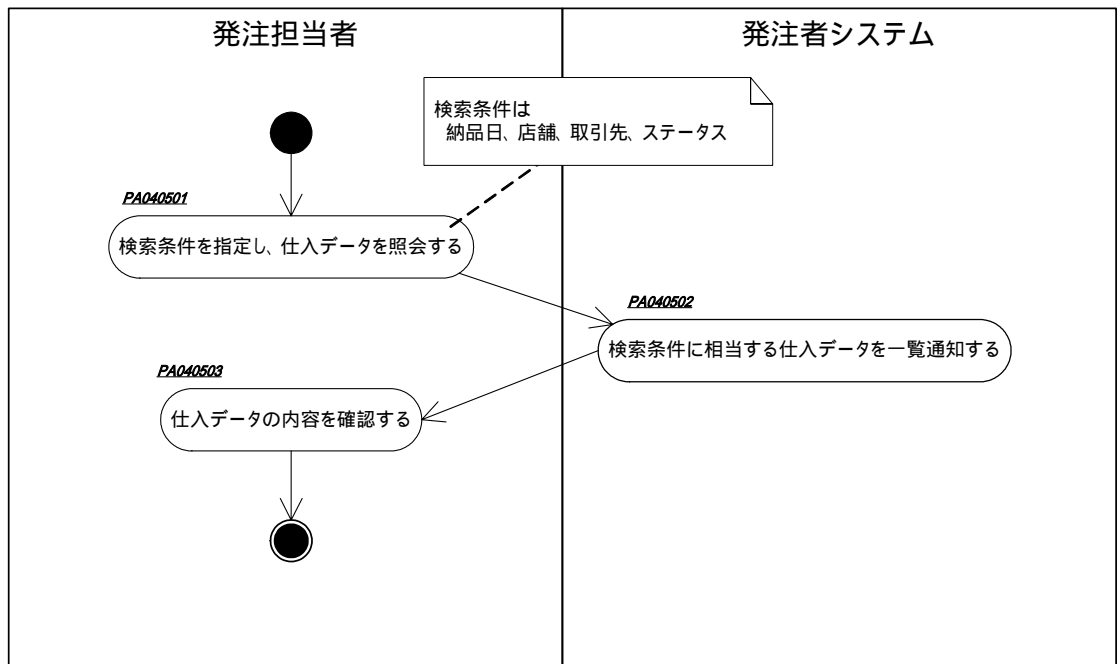 発注担当者
発注者システム
検索条件は
納品日、店舗、取引先、ステータス
PA040501
検索条件を指定し、仕入データを照会する
PA040502
検索条件に相当する仕入データを一覧通知する
PA040503
仕入データの内容を確認する